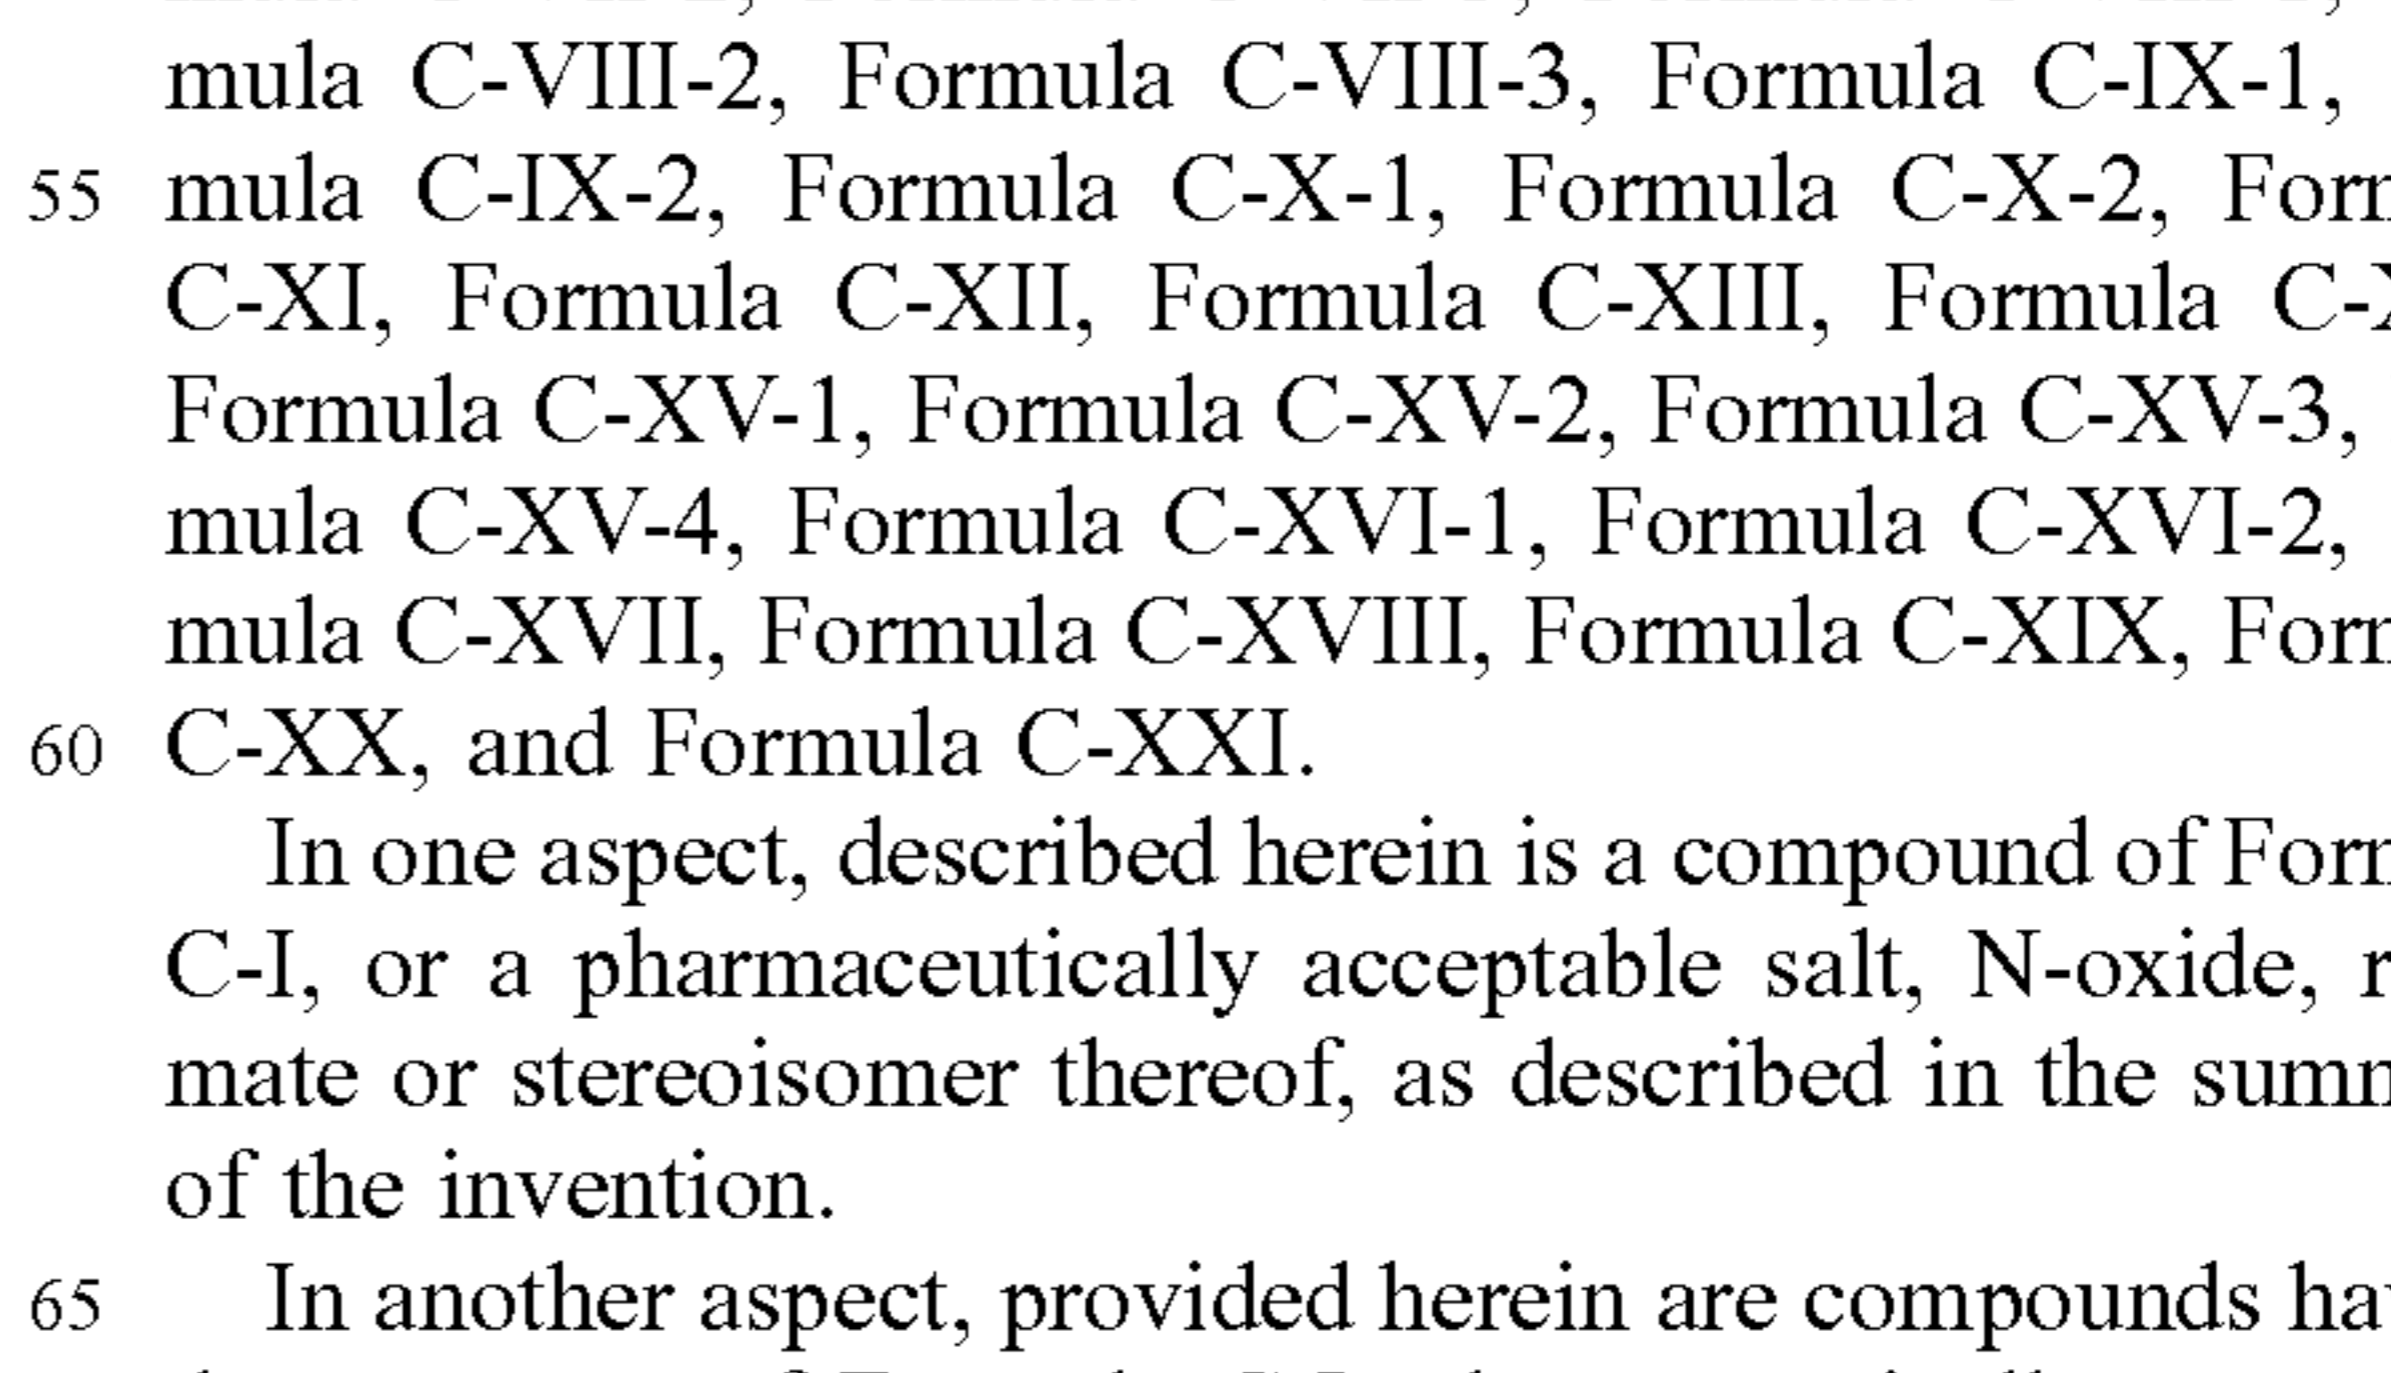 mula C-VIII-2, Formula C-VIII-3, Formula C-IX-1,
55 mula C-IX-2, Formula C-X-1, Formula C-X-2,
C-XI, Formula C-XII, Formula C-XIII, Formula
Formula C-XV-1, Formula C-XV-2, Formula C-XV-3,
mula C-XV-4, Formula C-XVI-1, Formula C-XVI-2,
mula C-XVII, Formula C-XVIII, Formula C-XIX,
60 C-XX, and Formula C-XXI.
In one aspect, described herein is a compound of
C-I, or a pharmaceutically acceptable salt, N-oxide,
mate or stereoisomer thereof, as described in the
of the invention.
65 In another aspect, provided herein are compounds